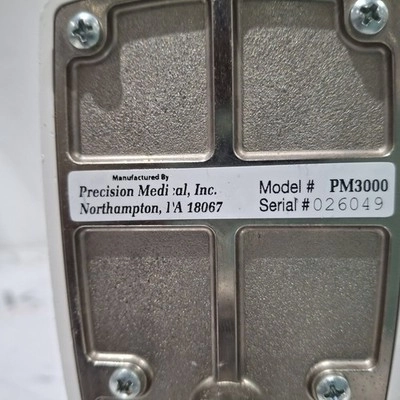 Manufactured By
Precision Medical, Inc.
Northampton, PA 18067
Model # PM3000
Serial # 026049